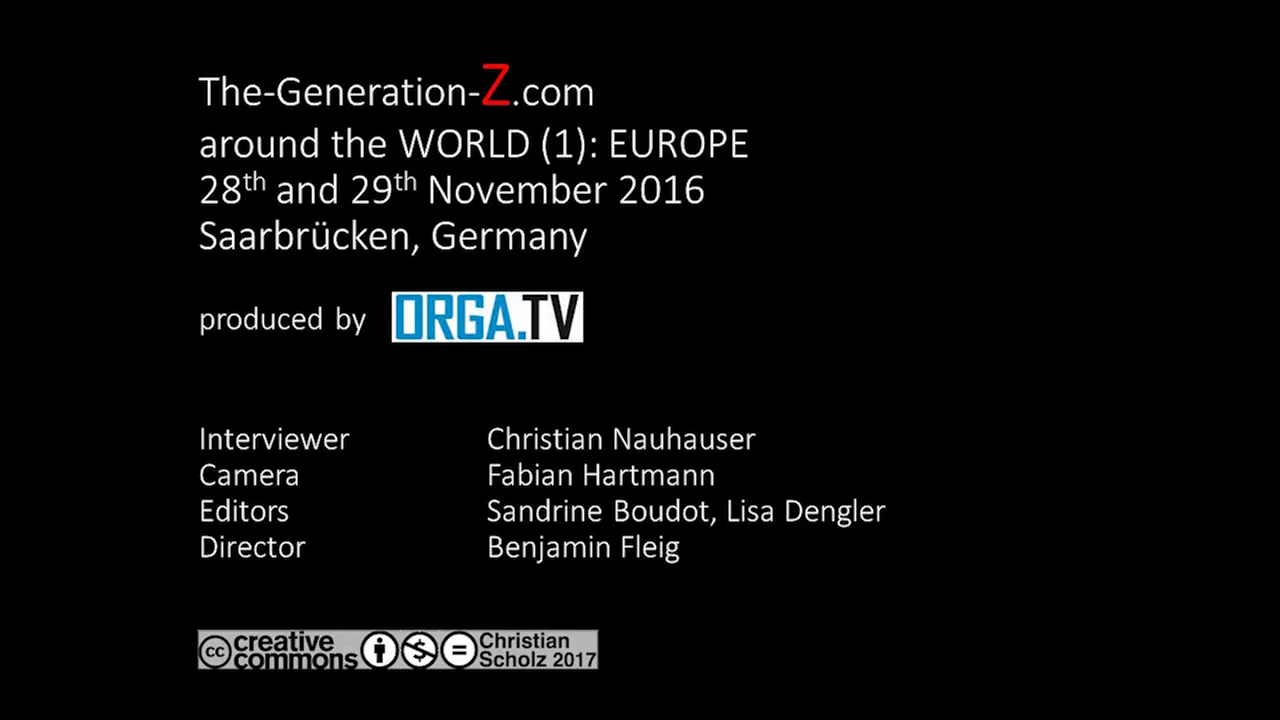 The-Generation-Z.com
around the WORLD (1): EUROPE
28th and 29th November 2016
Saarbrücken, Germany
produced by ORGA.TV
Interviewer Christian Nauhauser
Camera Fabian Hartmann
Editors Sandrine Boudot, Lisa Dengler
Director Benjamin Fleig
cc creative commons Christian Scholz 2017